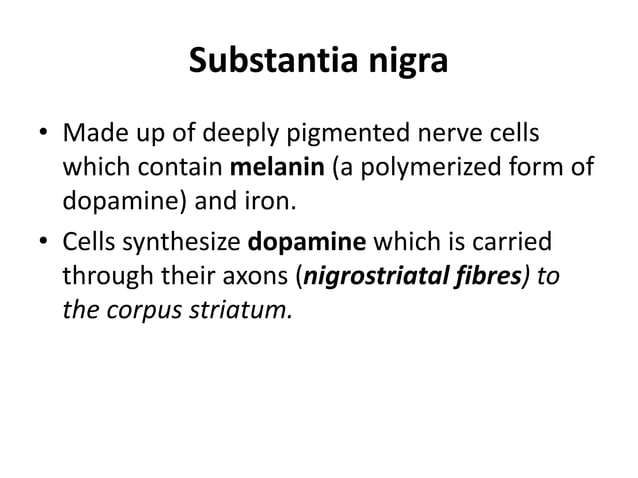 Substantia nigra
• Made up of deeply pigmented nerve cells
which contain melanin (a polymerized form of
dopamine) and iron.
• Cells synthesize dopamine which is carried
through their axons (nigrostriatal fibres) to
the corpus striatum.